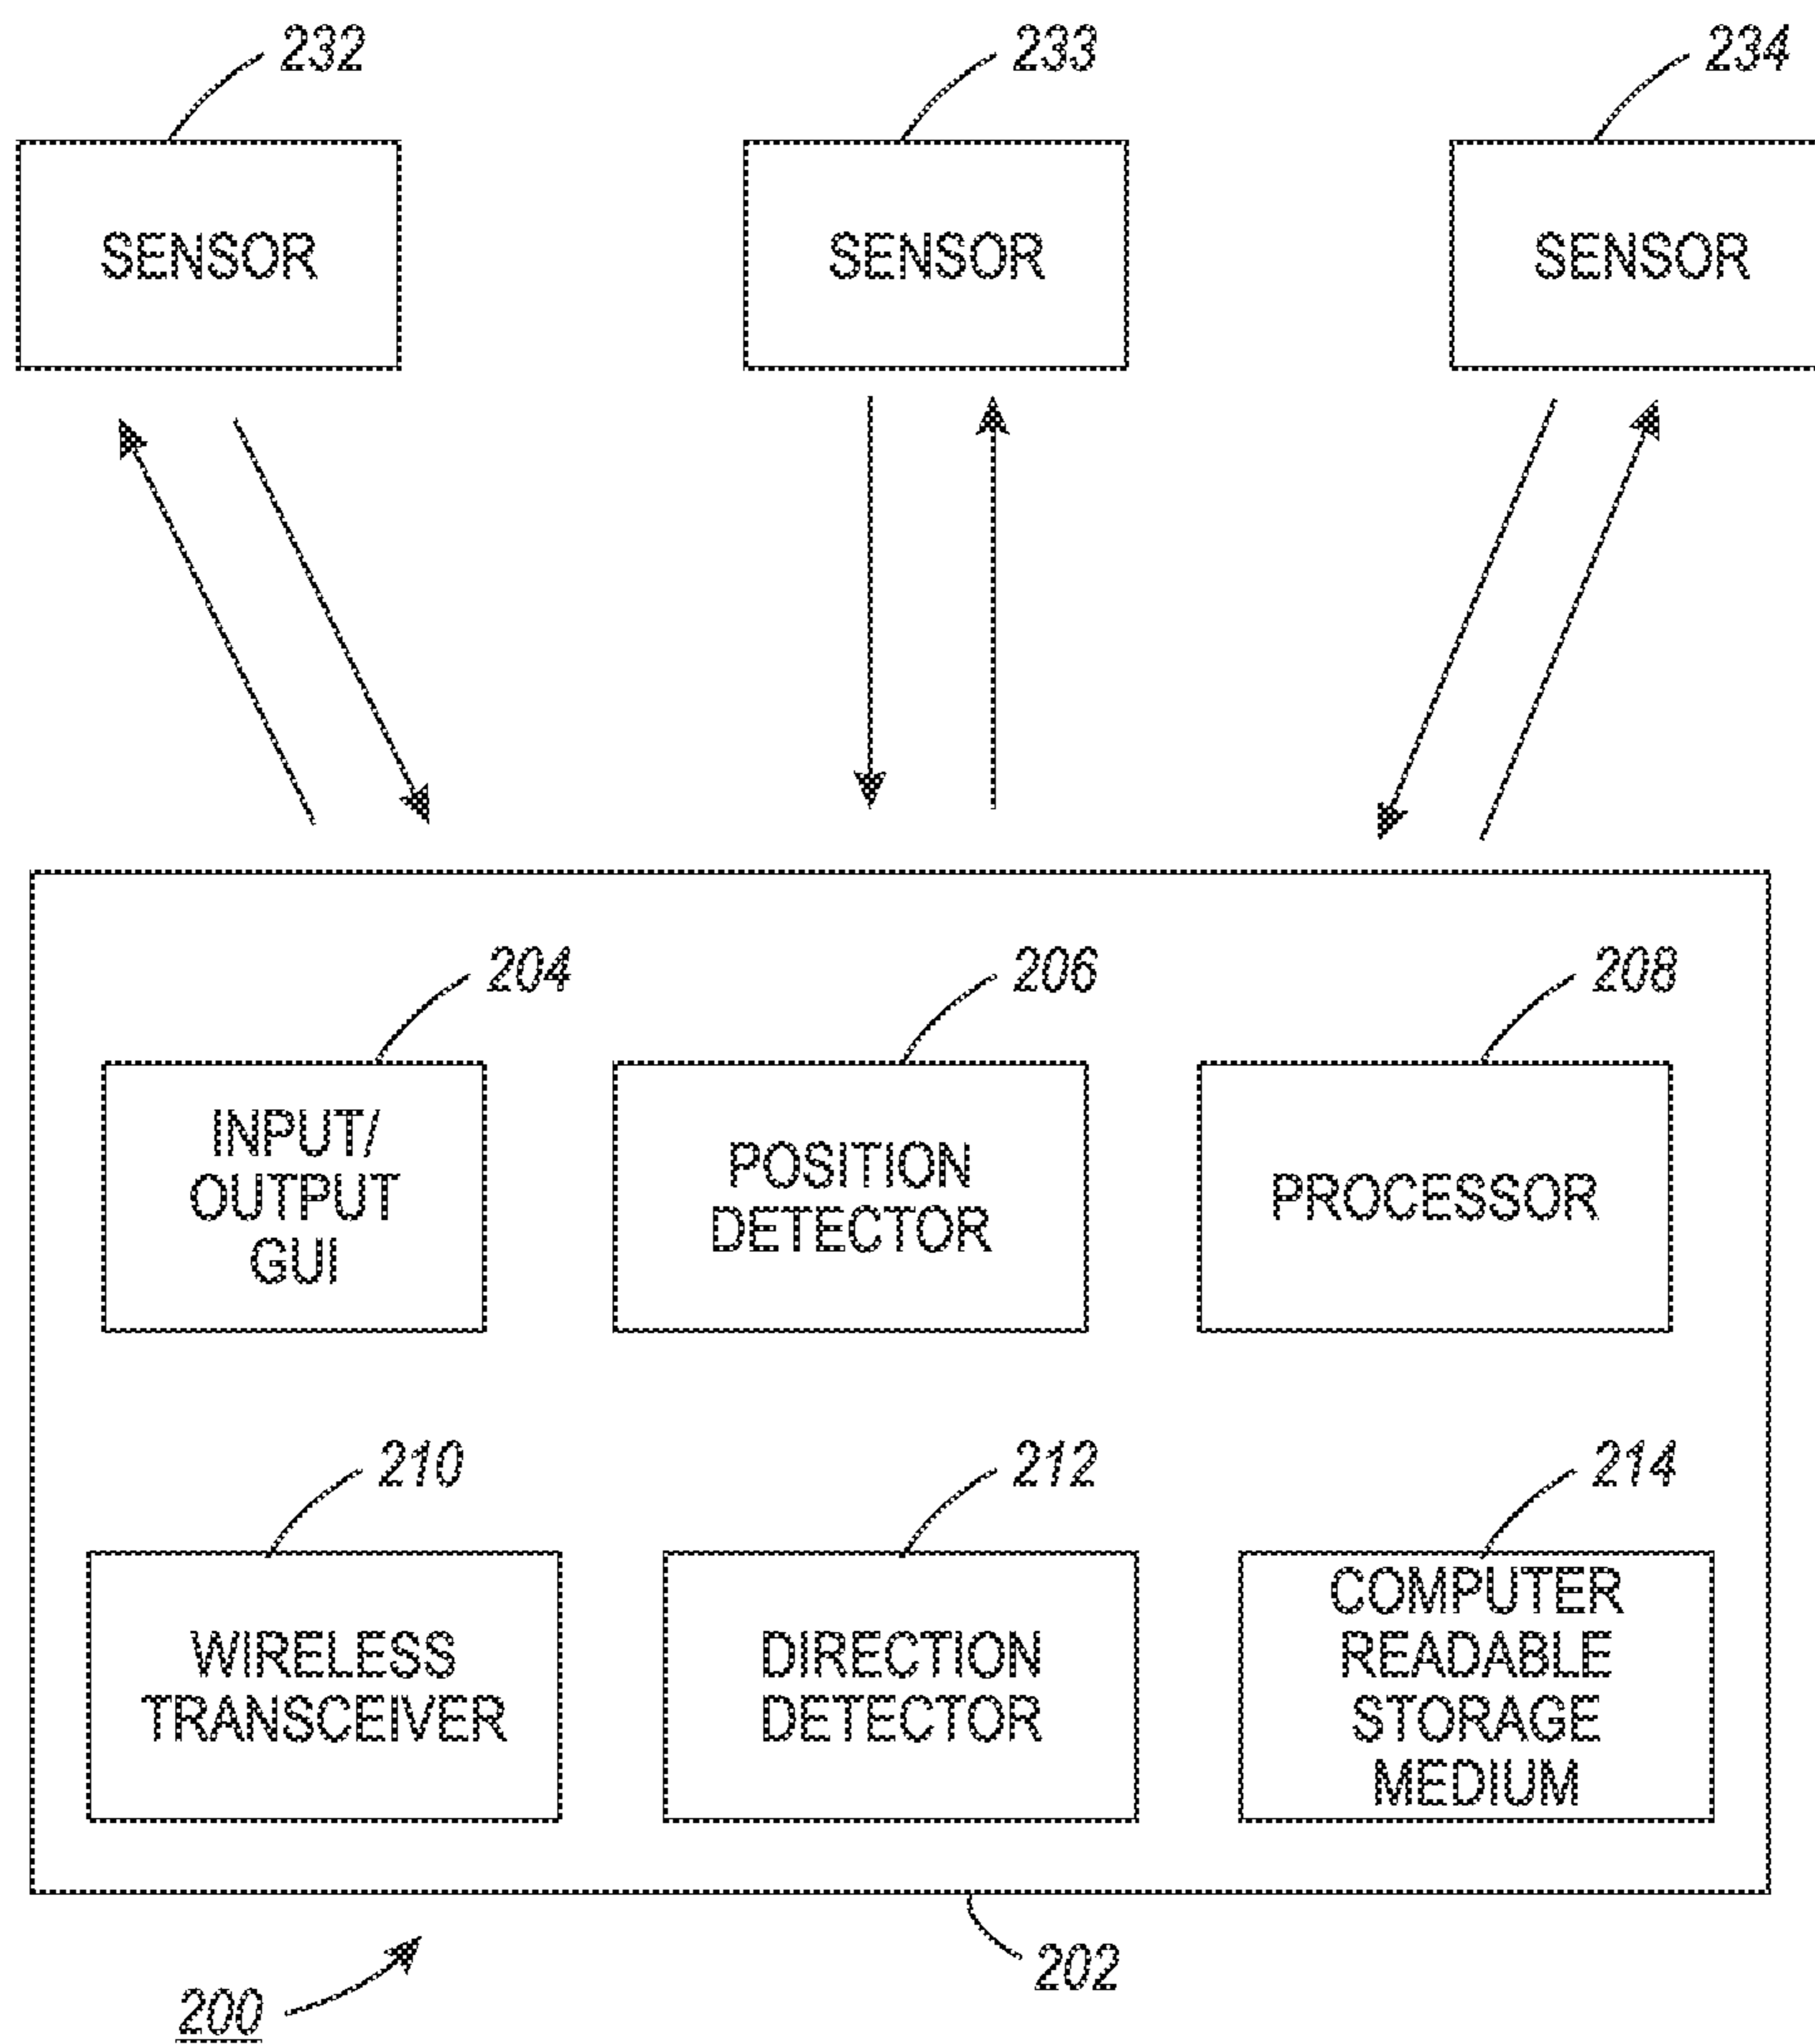 232
233
234
SENSOR
SENSOR
SENSOR
204
206
208
INPUT/
OUTPUT
GUI
POSITION
DETECTOR
PROCESSOR
210
212
214
WIRELESS
TRANSCEIVER
DIRECTION
DETECTOR
COMPUTER
READABLE
STORAGE
MEDIUM
202
200